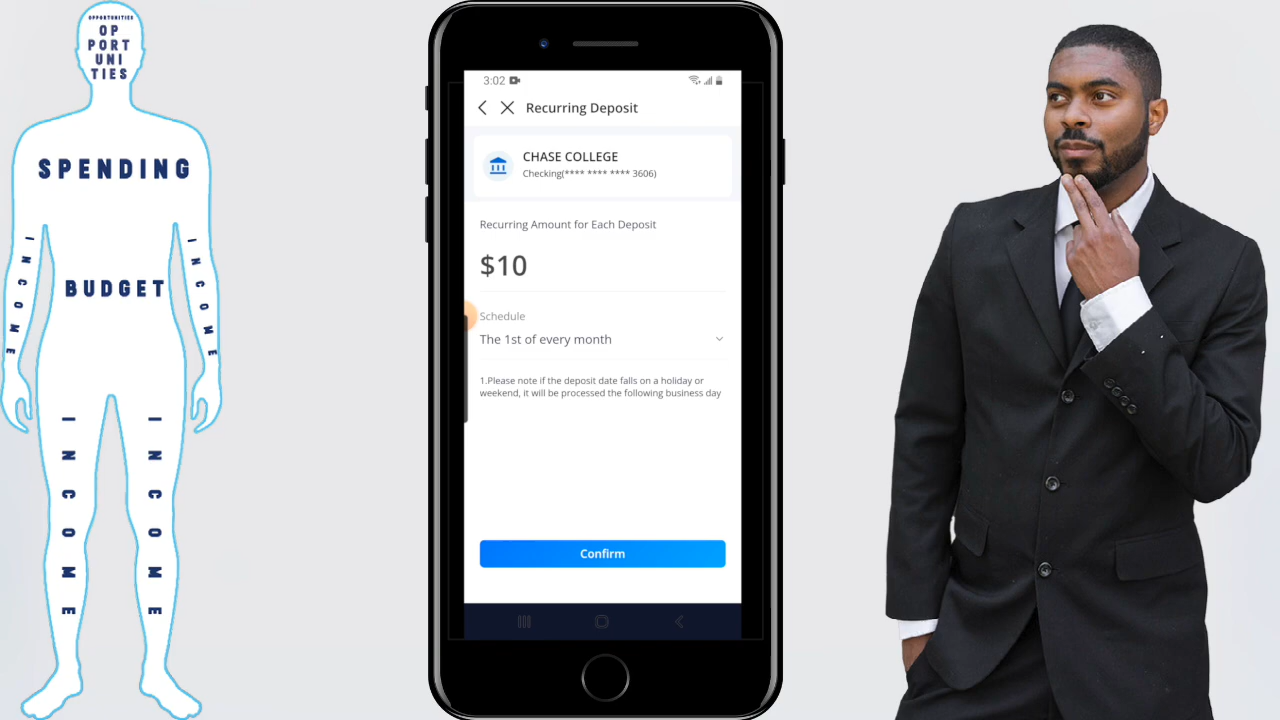 OPPORTUNITIES
OP
PORT
UNI
TIES
SPENDING
BUDGET
INCOME
INCOME
INCOME
INCOME
3:02
Recurring Deposit
CHASE COLLEGE
Checking(**** **** **** 3606)
Recurring Amount for Each Deposit
$10
Schedule
The 1st of every month
1.Please note if the deposit date falls on a holiday or
weekend, it will be processed the following business day
Confirm